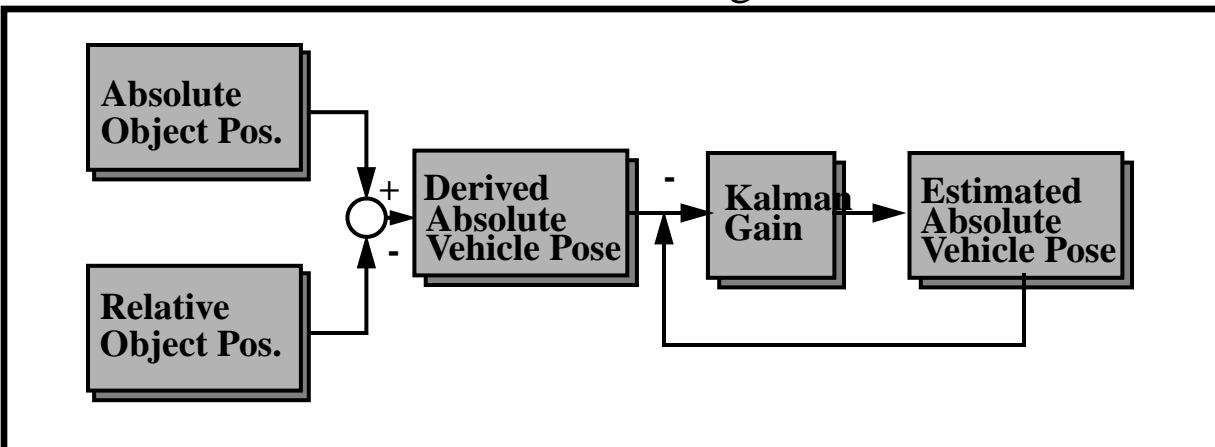 Absolute
Object Pos.
+
-
Relative
Object Pos.
Derived
Absolute
Vehicle Pose
-
Kalman
Gain
Estimated
Absolute
Vehicle Pose